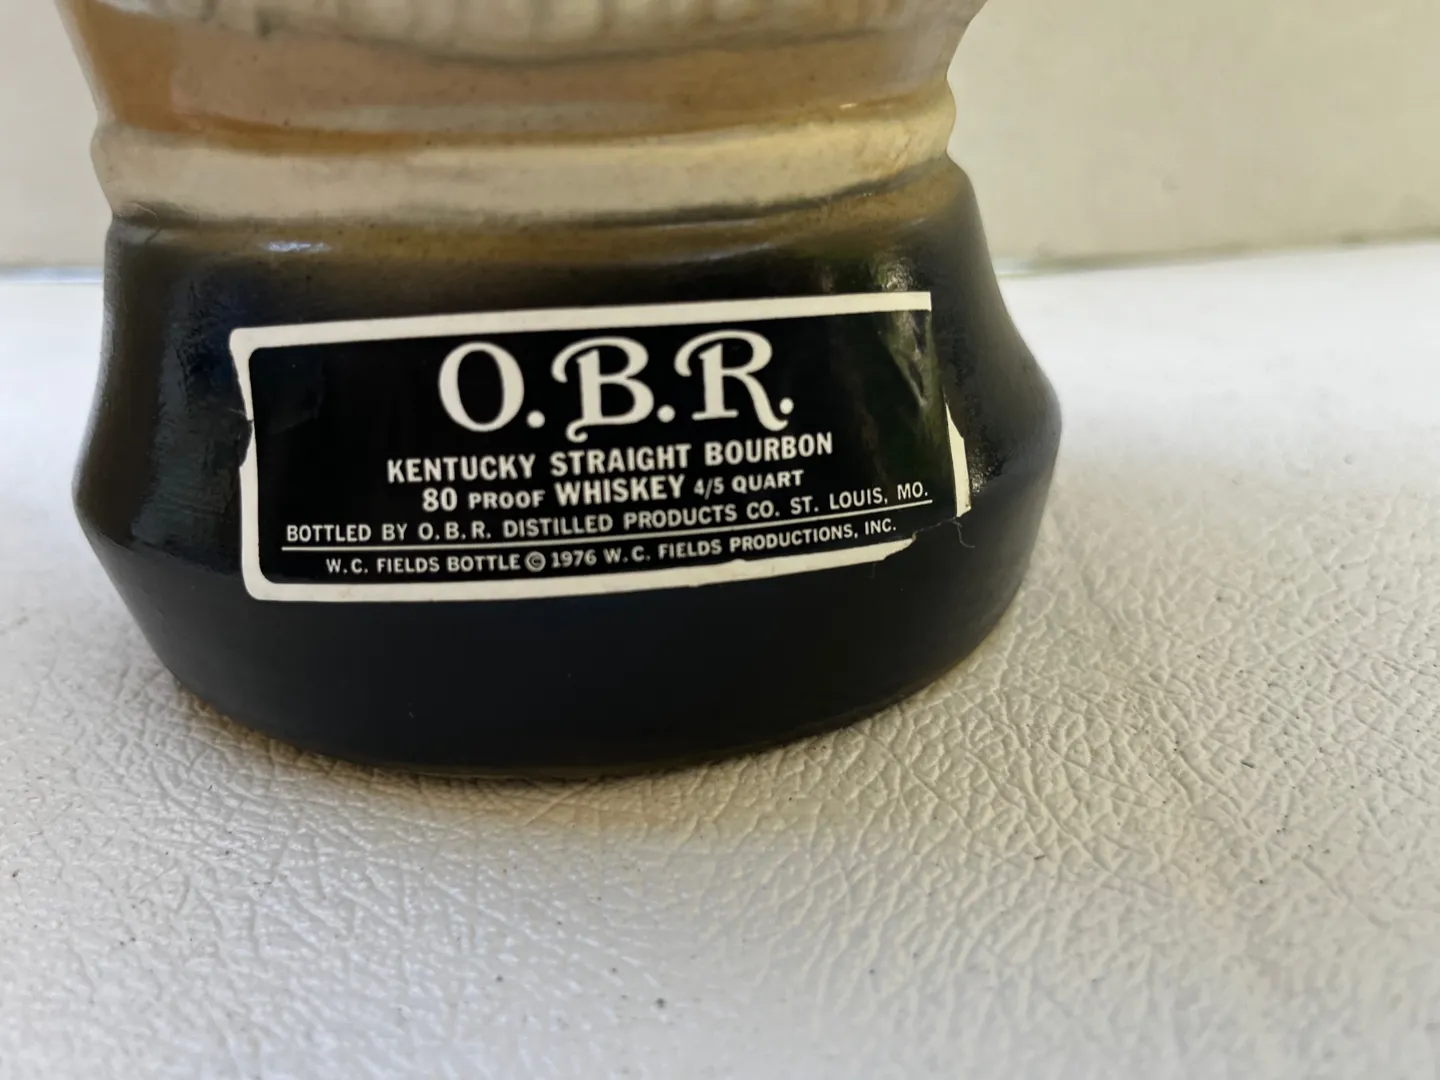 O.B.R.
KENTUCKY STRAIGHT BOURBON
80 PROOF WHISKEY 4/5 QUART
BOTTLED BY O.B.R. DISTILLED PRODUCTS CO. ST. LOUIS, MO.
W.C. FIELDS BOTTLE © 1976 W.C. FIELDS PRODUCTIONS, INC.